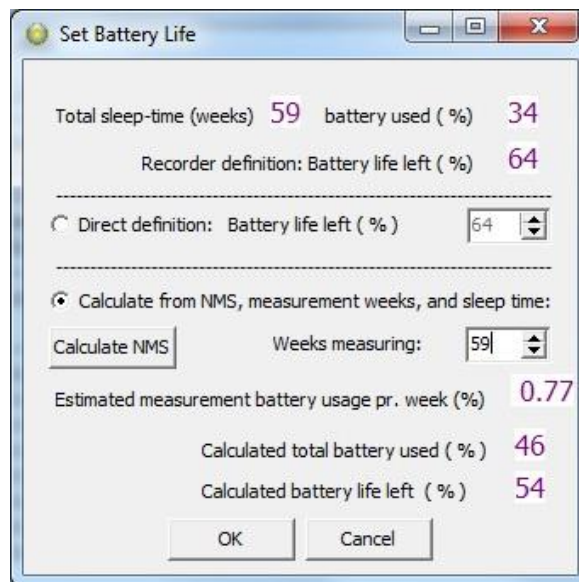 Set Battery Life
Total sleep-time (weeks) 59 battery used ( %) 34
Recorder definition: Battery life left ( %) 64
Direct definition: Battery life left ( % ) 64
Calculate from NMS, measurement weeks, and sleep time:
Calculate NMS Weeks measuring: 59
Estimated measurement battery usage pr. week (%) 0.77
Calculated total battery used ( % ) 46
Calculated battery life left ( % ) 54
OK Cancel